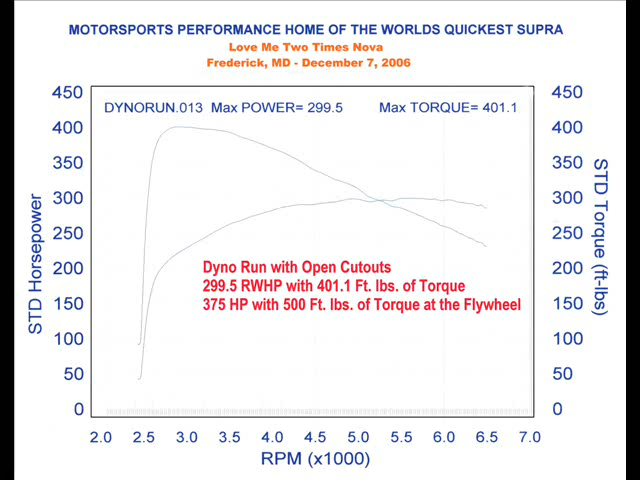 MOTORSPORTS PERFORMANCE HOME OF THE WORLDS QUICKEST SUPRA
Love Me Two Times Nova
Frederick, MD - December 7, 2006
DYNORUN.013 Max POWER= 299.5 Max TORQUE= 401.1
450 450
400 400
350 350
300 300
250 250
200 200
150 150
100 100
50 50
0 0
STD Horsepower
STD Torque (ft-lbs)
Dyno Run with Open Cutouts
299.5 RWHP with 401.1 Ft. lbs. of Torque
375 HP with 500 Ft. lbs. of Torque at the Flywheel
2.0 2.5 3.0 3.5 4.0 4.5 5.0 5.5 6.0 6.5 7.0
RPM (x1000)